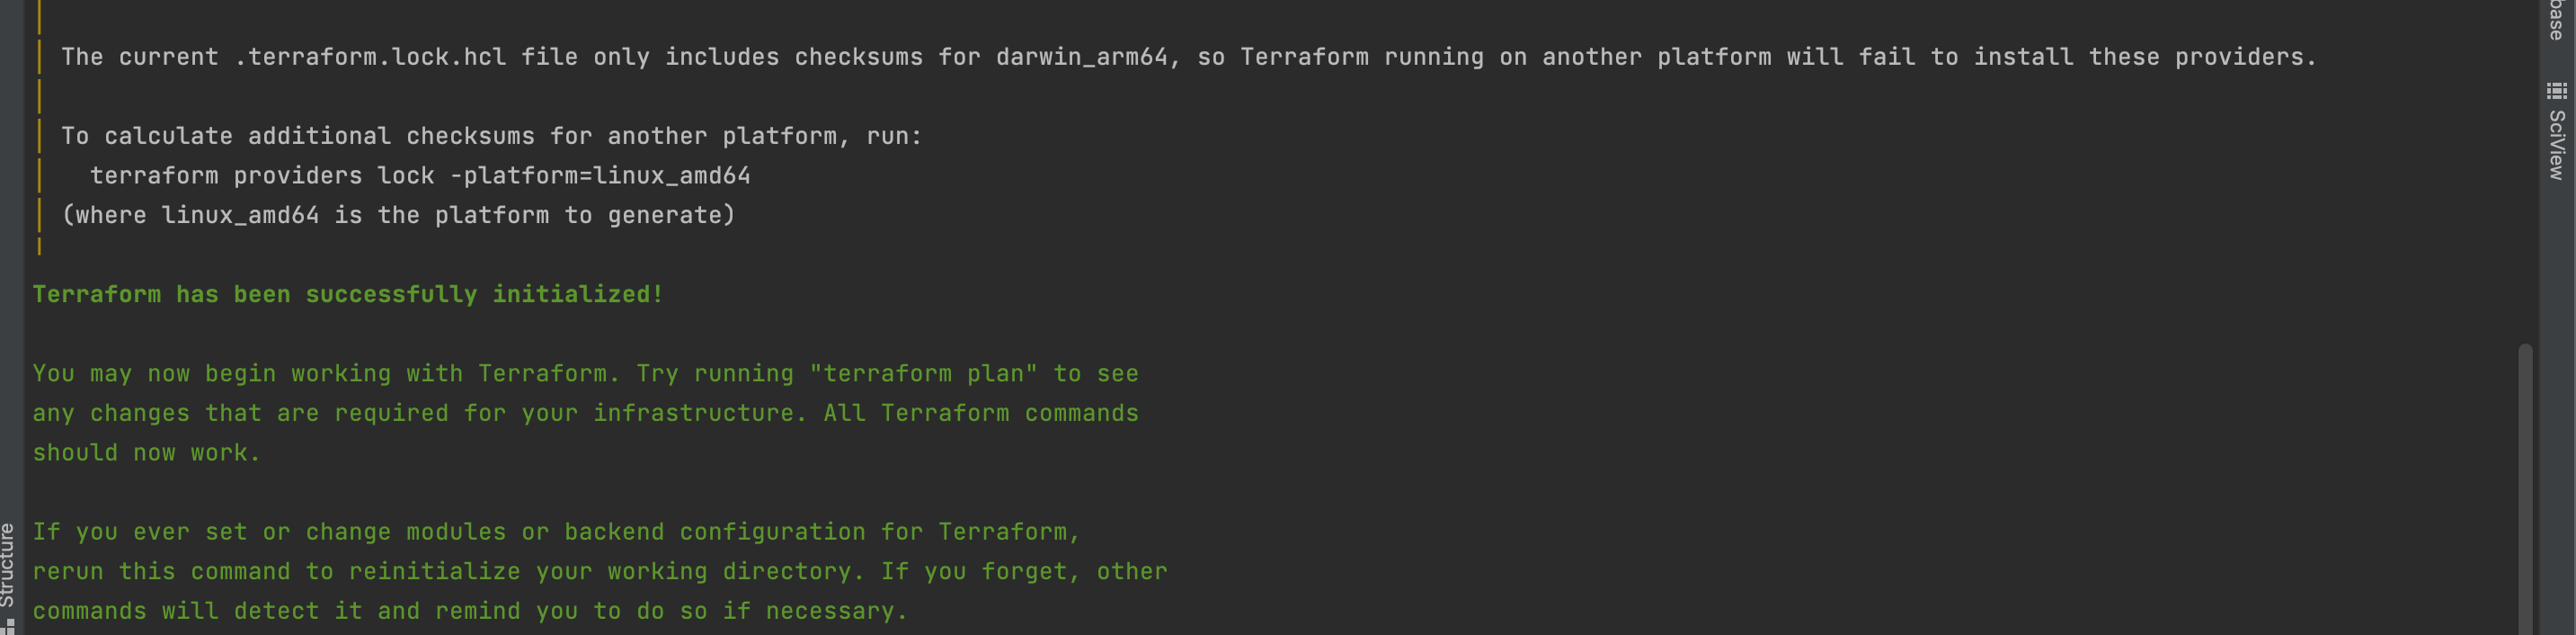 The current .terraform.lock.hcl file only includes checksums for darwin_arm64, so Terraform running on another platform will fail to install these providers.
To calculate additional checksums for another platform, run:
terraform providers lock -platform=linux_amd64
(where linux_amd64 is the platform to generate)
Terraform has been successfully initialized!
You may now begin working with Terraform. Try running "terraform plan" to see
any changes that are required for your infrastructure. All Terraform commands
should now work.
If you ever set or change modules or backend configuration for Terraform,
rerun this command to reinitialize your working directory. If you forget, other
commands will detect it and remind you to do so if necessary.
Structure
base
SciView